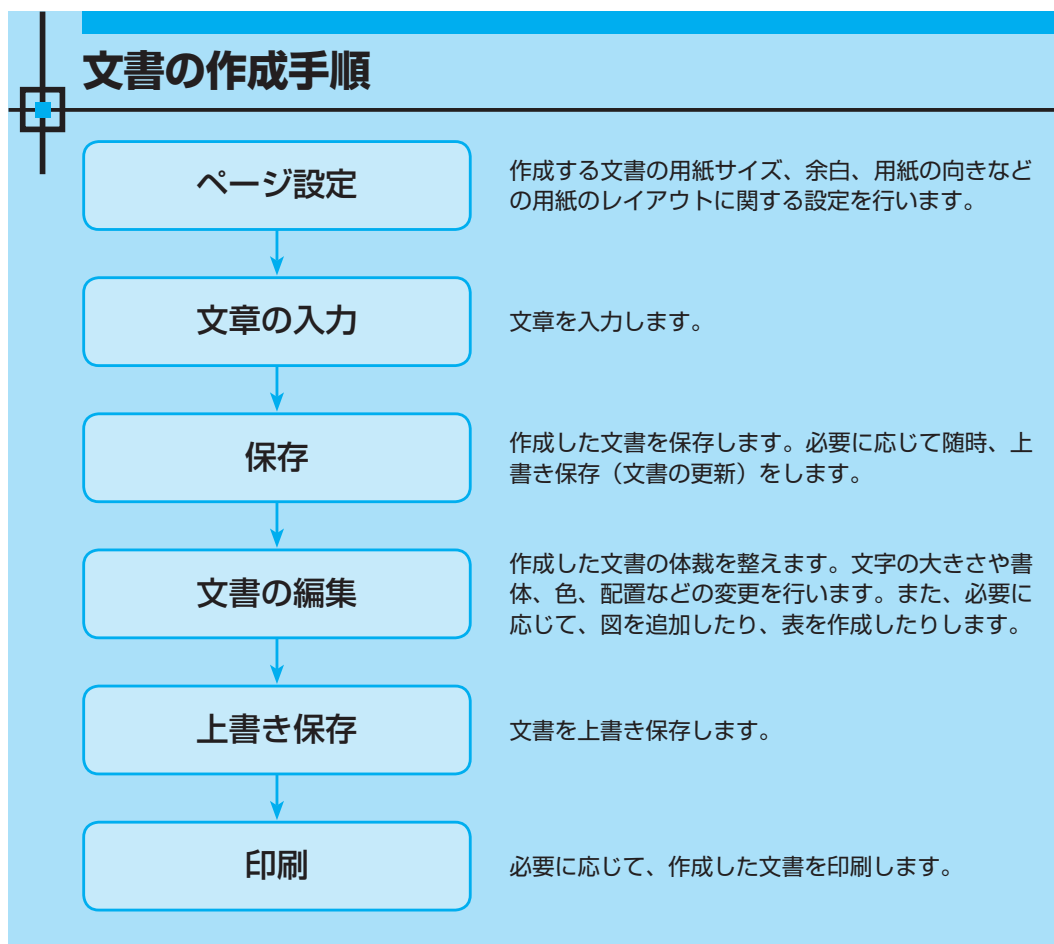 文書の作成手順
ページ設定
作成する文書の用紙サイズ、余白、用紙の向きなど
の用紙のレイアウトに関する設定を行います。
文章の入力
文章を入力します。
保存
作成した文書を保存します。必要に応じて随時、上
書き保存（文書の更新）をします。
文書の編集
作成した文書の体裁を整えます。文字の大きさや書
体、色、配置などの変更を行います。また、必要に
応じて、図を追加したり、表を作成したりします。
上書き保存
文書を上書き保存します。
印刷
必要に応じて、作成した文書を印刷します。